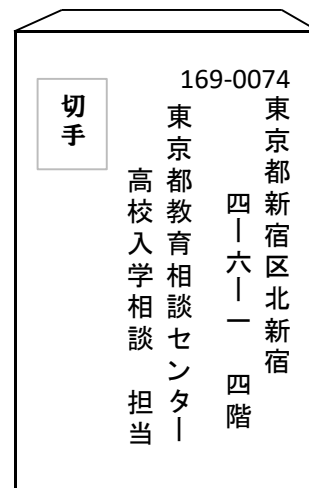 169-0074
東京都新宿区北新宿
四ー六ー一　四階
東京都教育相談センター
高校入学相談　担当
切手